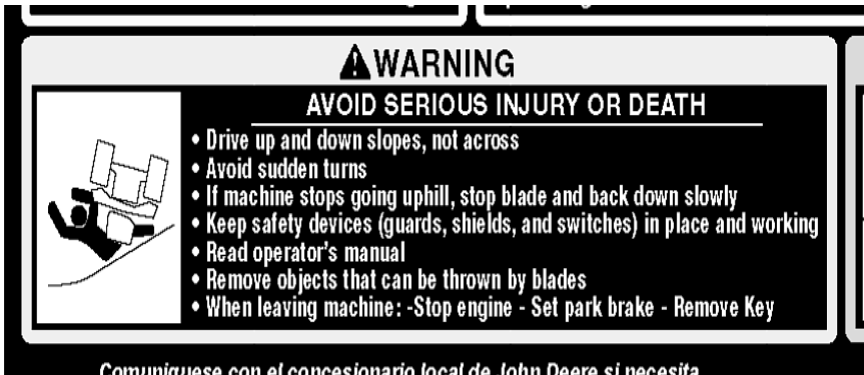 WARNING
AVOID SERIOUS INJURY OR DEATH
• Drive up and down slopes, not across
• Avoid sudden turns
• If machine stops going uphill, stop blade and back down slowly
• Keep safety devices (guards, shields, and switches) in place and working
• Read operator's manual
• Remove objects that can be thrown by blades
• When leaving machine: -Stop engine - Set park brake - Remove Key
Comuniquese con el concesionario local de John Deere si necesita